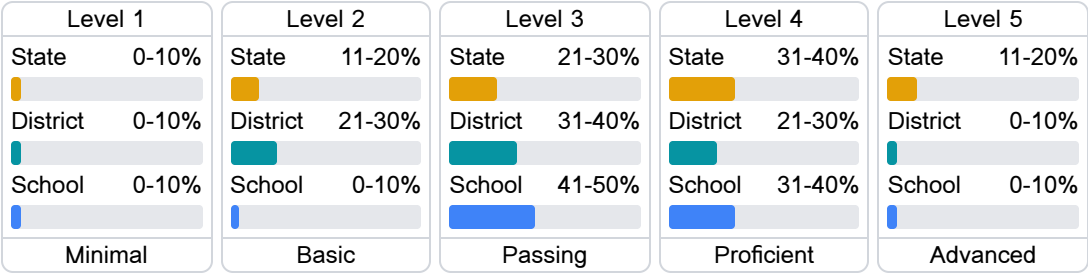 Level 1
State 0-10%
District 0-10%
School 0-10%
Minimal
Level 2
State 11-20%
District 21-30%
School 0-10%
Basic
Level 3
State 21-30%
District 31-40%
School 41-50%
Passing
Level 4
State 31-40%
District 21-30%
School 31-40%
Proficient
Level 5
State 11-20%
District 0-10%
School 0-10%
Advanced